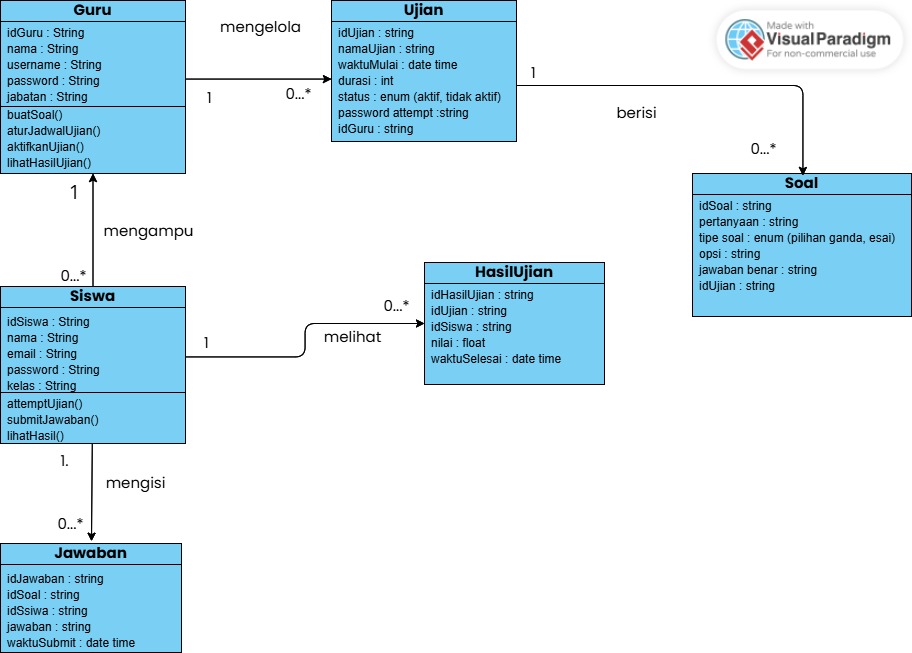 Guru
idGuru : String
nama : String
username : String
password : String
jabatan : String
buatSoal()
aturJadwalUjian()
aktifkanUjian()
lihatHasilUjian()
mengelola
1
0...*
Ujian
idUjian : string
namaUjian : string
waktuMulai : date time
durasi : int
status : enum (aktif, tidak aktif)
password attempt :string
idGuru : string
Made with
Visual Paradigm
For non-commercial use
1
berisi
0...*
Soal
idSoal : string
pertanyaan : string
tipe soal : enum (pilihan ganda, esai)
opsi : string
jawaban benar : string
idUjian : string
1
mengampu
0...*
Siswa
idSiswa : String
nama : String
email : String
password : String
kelas : String
attemptUjian()
submitJawaban()
lihatHasil()
1
melihat
0...*
HasilUjian
idHasilUjian : string
idUjian : string
idSiswa : string
nilai : float
waktuSelesai : date time
1.
mengisi
0...*
Jawaban
idJawaban : string
idSoal : string
idSsiwa : string
jawaban : string
waktuSubmit : date time